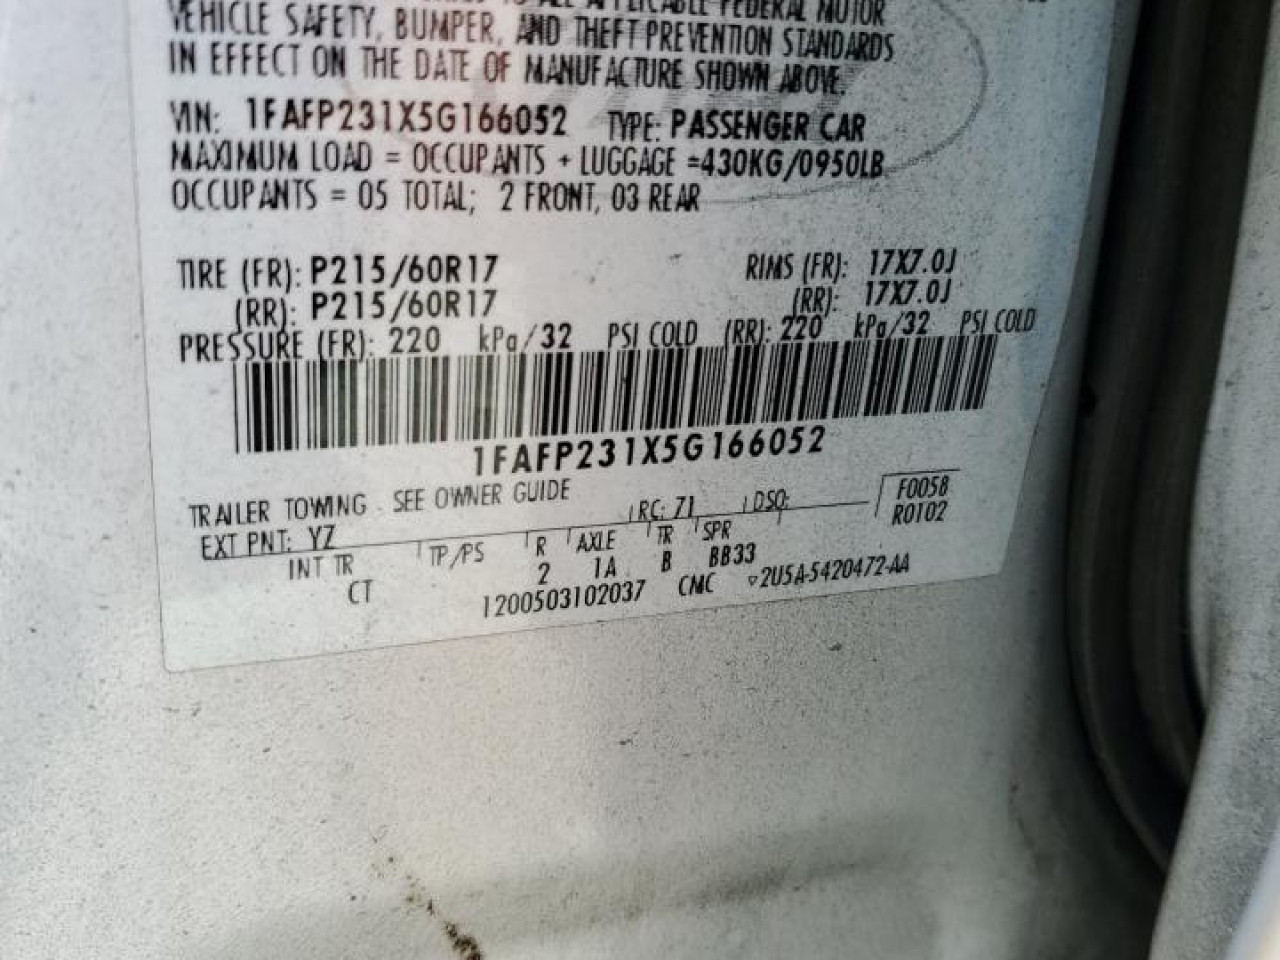 ALL APPLICABLE FEDERAL MOTOR
VEHICLE SAFETY, BUMPER, AND THEFT PREVENTION STANDARDS
IN EFFECT ON THE DATE OF MANUFACTURE SHOWN ABOVE.
VIN: 1FAFP231X5G166052 TYPE: PASSENGER CAR
MAXIMUM LOAD = OCCUPANTS + LUGGAGE =430KG/0950LB
OCCUPANTS = 05 TOTAL; 2 FRONT, 03 REAR
TIRE (FR): P215/60R17 RIMS (FR): 17X7.0J
(RR): P215/60R17 (RR): 17X7.0J
PRESSURE (FR): 220 kPa/32 PSI COLD (RR): 220 kPa/32 PSI COLD
1FAFP231X5G166052
TRAILER TOWING - SEE OWNER GUIDE
EXT PNT: YZ RC: 71 DSO: F0058
R0102
INT TR TP/PS R AXLE TR SPR
CT 2 1A B BB33
1200503102037 CMC ▽2U5A-5420472-AA